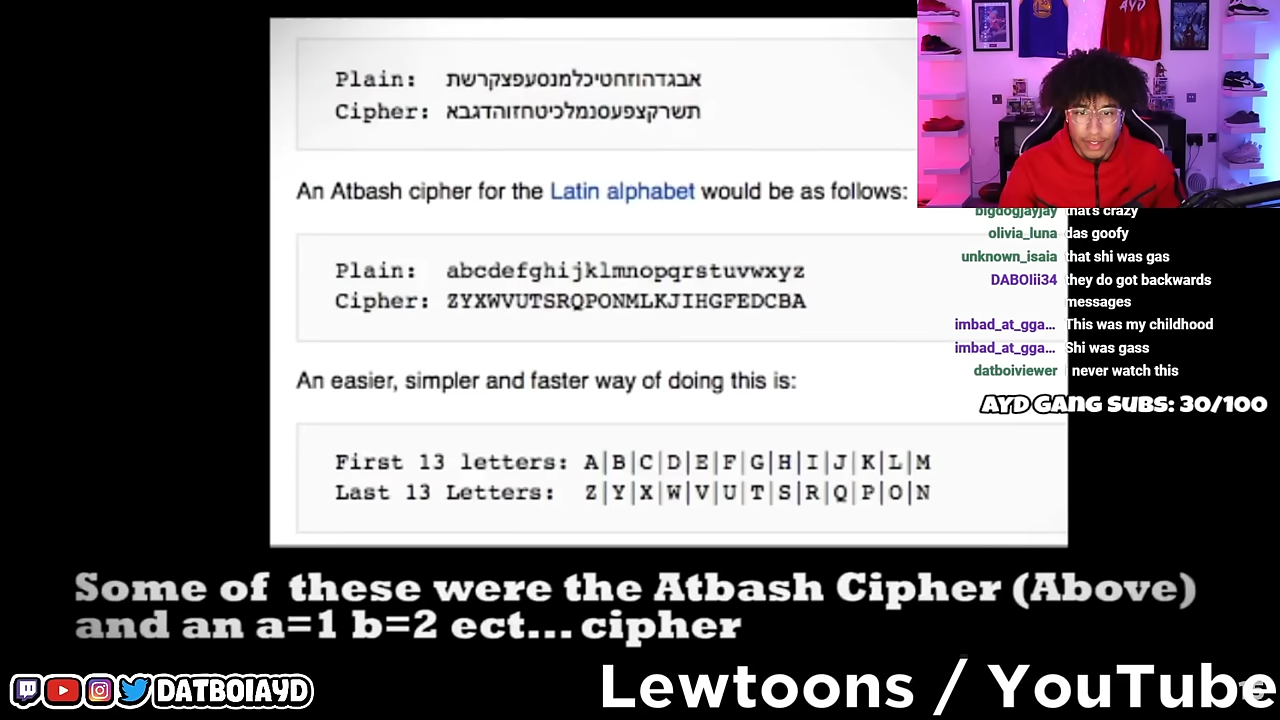 Plain: אבגדהוזחטיכלמנסעפצקרשת
Cipher: תשרקצפעסנמלכיטחזוהדגבא
An Atbash cipher for the Latin alphabet would be as follows:
Plain: abcdefghijklmnopqrstuvwxyz
Cipher: ZYXWVUTSRQPONMLKJIHGFEDCBA
An easier, simpler and faster way of doing this is:
First 13 letters: A|B|C|D|E|F|G|H|I|J|K|L|M
Last 13 Letters: Z|Y|X|W|V|U|T|S|R|Q|P|O|N
AYD
bigdogjayjay that's crazy
olivia_luna das goofy
unknown_isaia that shi was gas
DABOIii34 they do got backwards
messages
imbad_at_gga... This was my childhood
imbad_at_gga... Shi was gass
datboiviewer I never watch this
AYD GANG SUBS: 30/100
Some of these were the Atbash Cipher (Above)
and an a=1 b=2 ect... cipher
DATBOIAYD
Lewtoons / YouTube